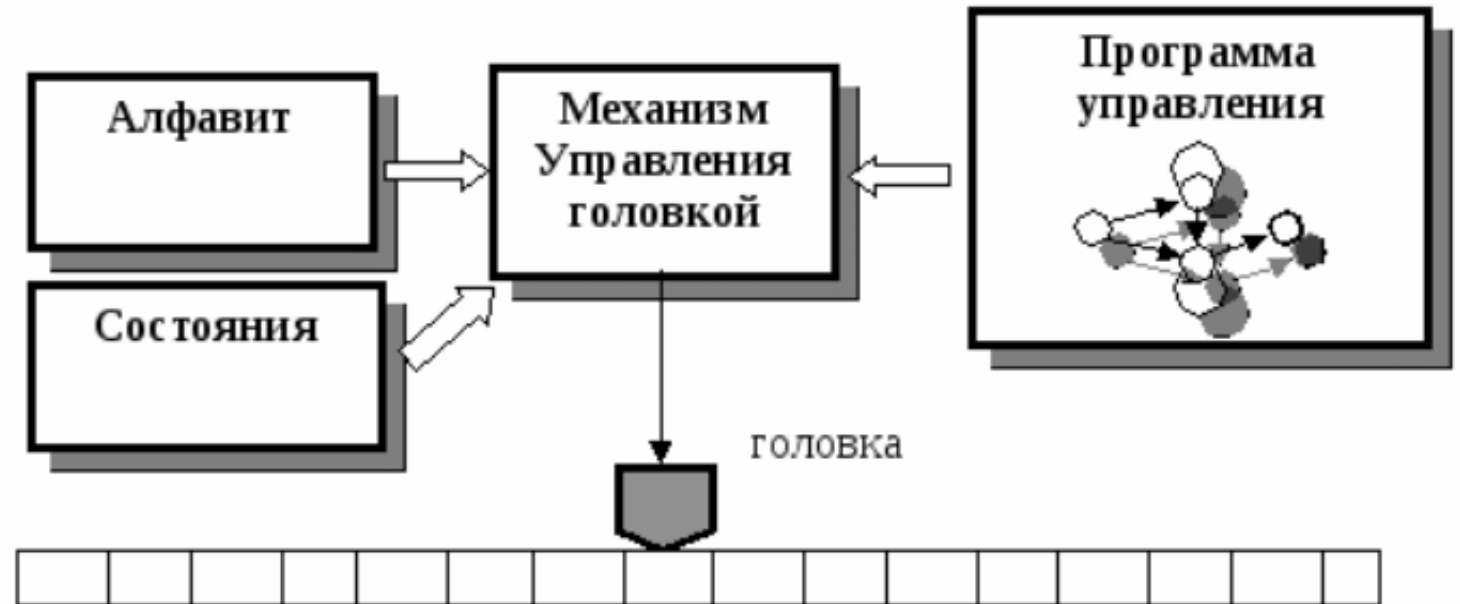 Алфавит
Состояния
Механизм
Управления
головкой
Программа
управления
головка